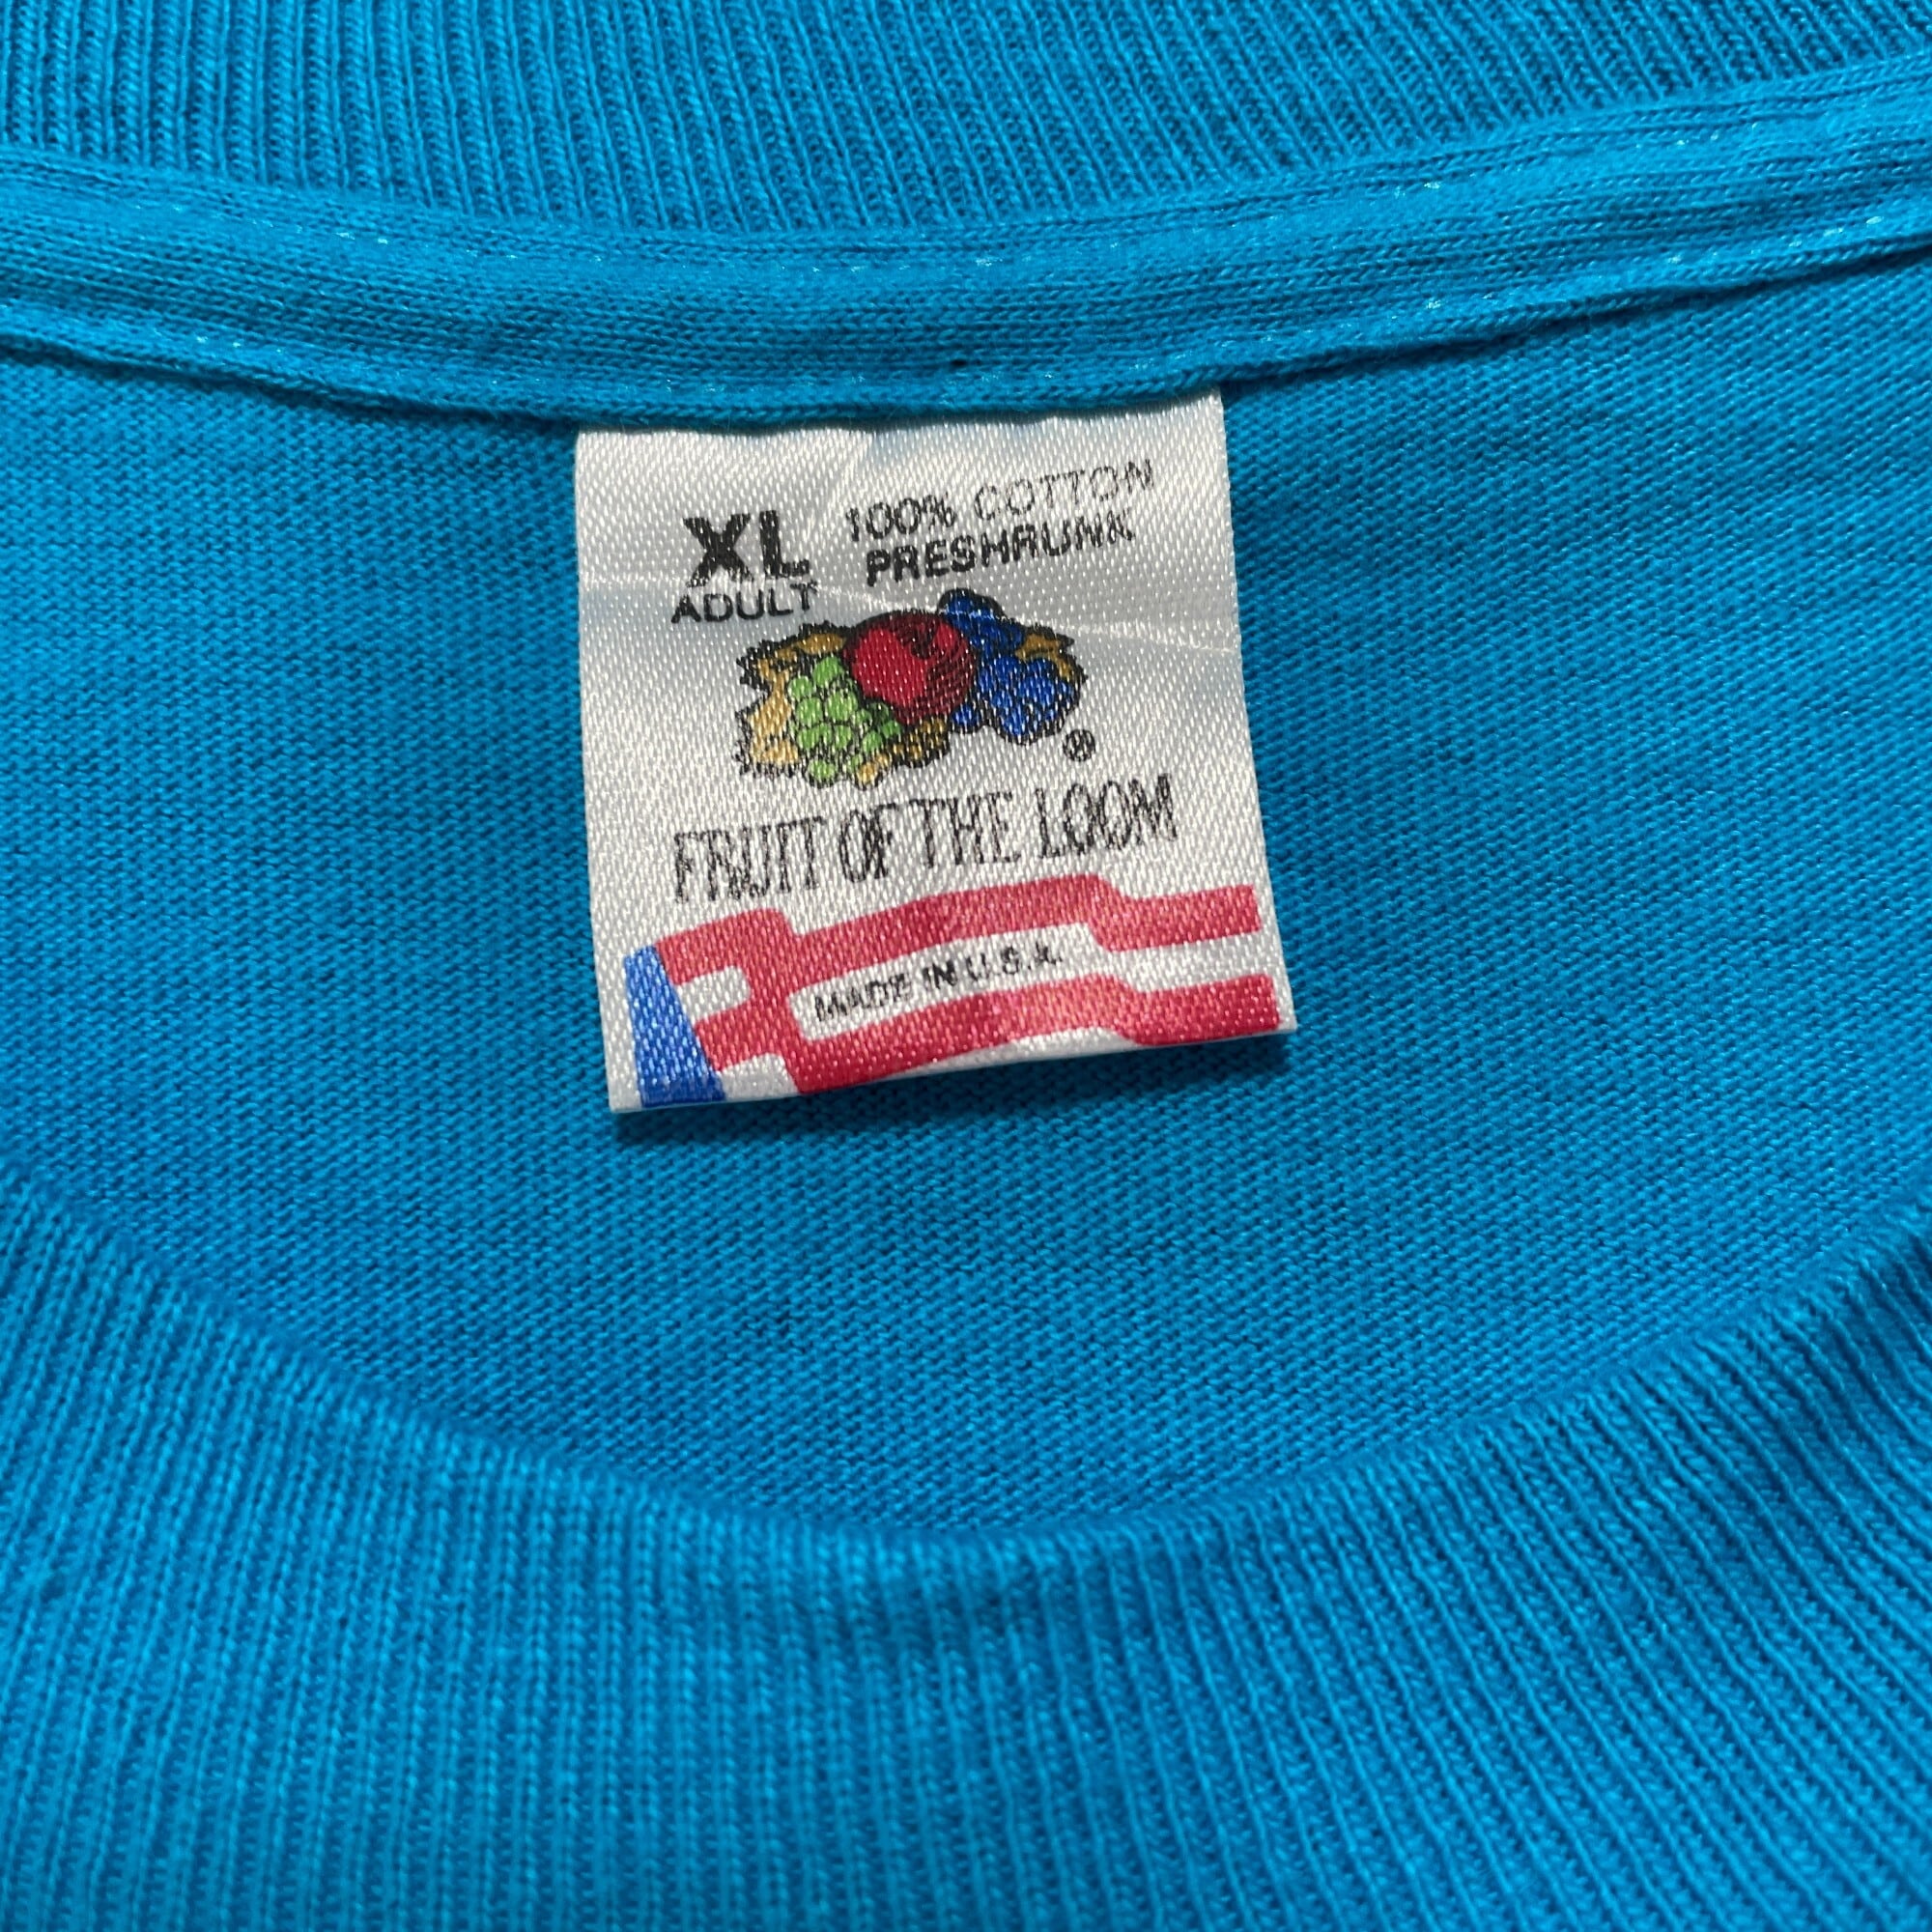 XL 100% COTTON
ADULT PRESHRUNK
®
FRUIT OF THE LOOM
MADE IN U.S.A.